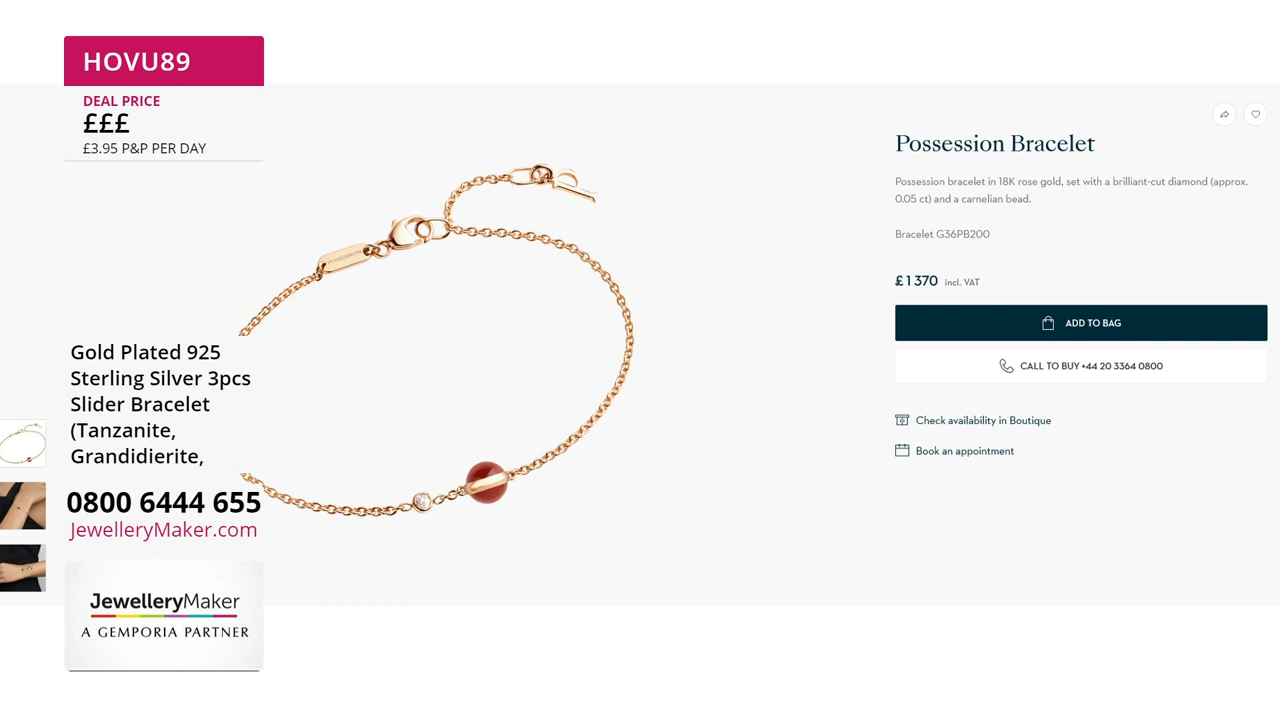 HOVU89
DEAL PRICE
£££
£3.95 P&P PER DAY
Gold Plated 925
Sterling Silver 3pcs
Slider Bracelet
(Tanzanite,
Grandidierite,
0800 6444 655
JewelleryMaker.com
JewelleryMaker
A GEMPORIA PARTNER
POSSESSION
Possession Bracelet
Possession bracelet in 18K rose gold, set with a brilliant-cut diamond (approx.
0.05 ct) and a carnelian bead.
Bracelet G36PB200
£1 370 incl. VAT
ADD TO BAG
CALL TO BUY +44 20 3364 0800
Check availability in Boutique
Book an appointment